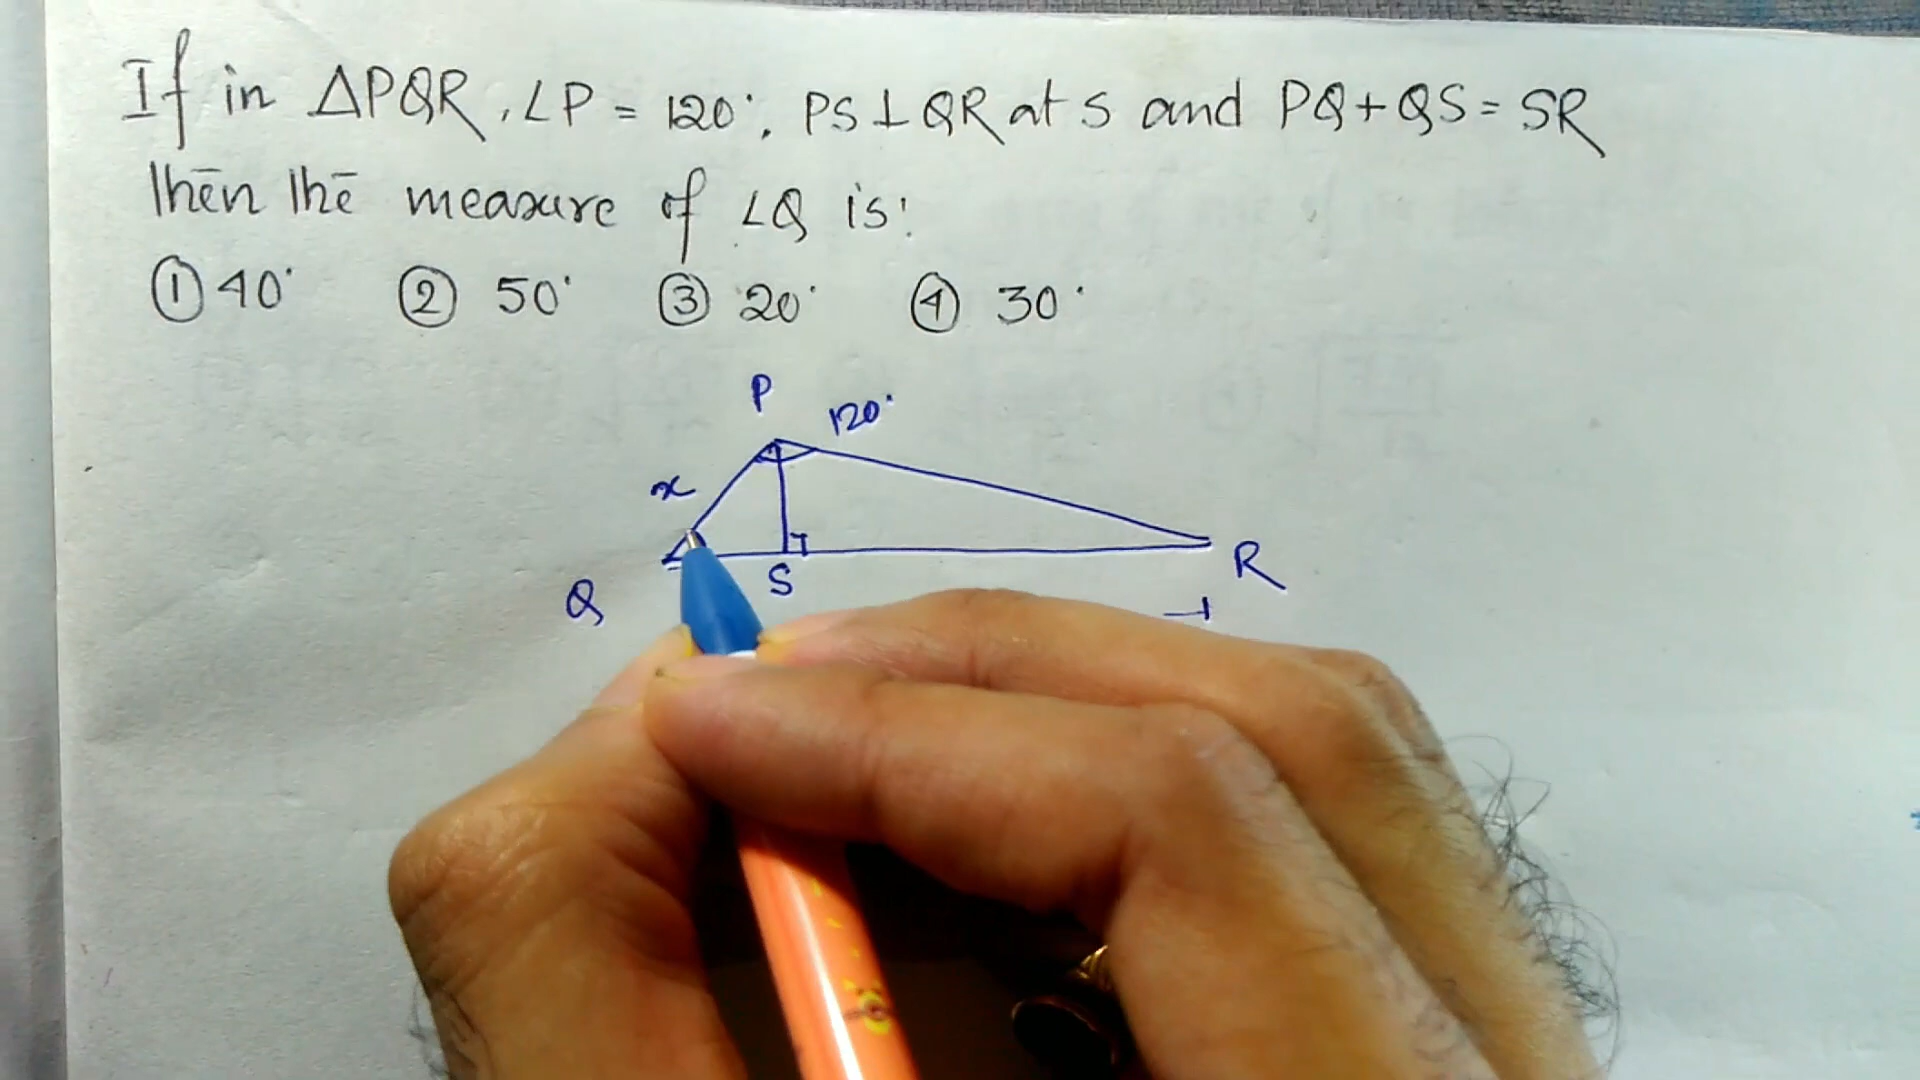 If in △PQR, ∠P = 120°, PS ⊥ QR at S and PQ + QS = SR
then the measure of ∠Q is:
① 40° ② 50° ③ 20° ④ 30°
P
120°
x
S
R
Q